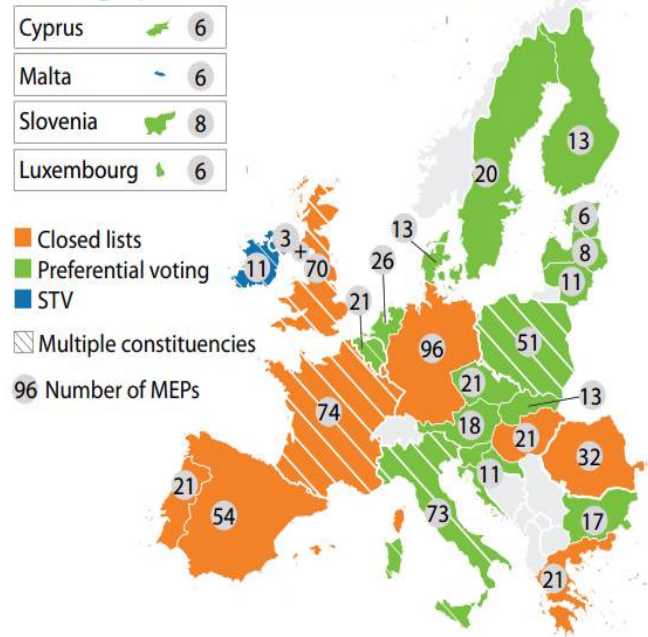 Cyprus 6
Malta 6
Slovenia 8
Luxembourg 6
Closed lists
Preferential voting
STV
Multiple constituencies
96 Number of MEPs
13
20
6
8
11
13
26
21
3
+
70
11
96
51
21
13
74
18
21
32
11
21
54
73
17
21